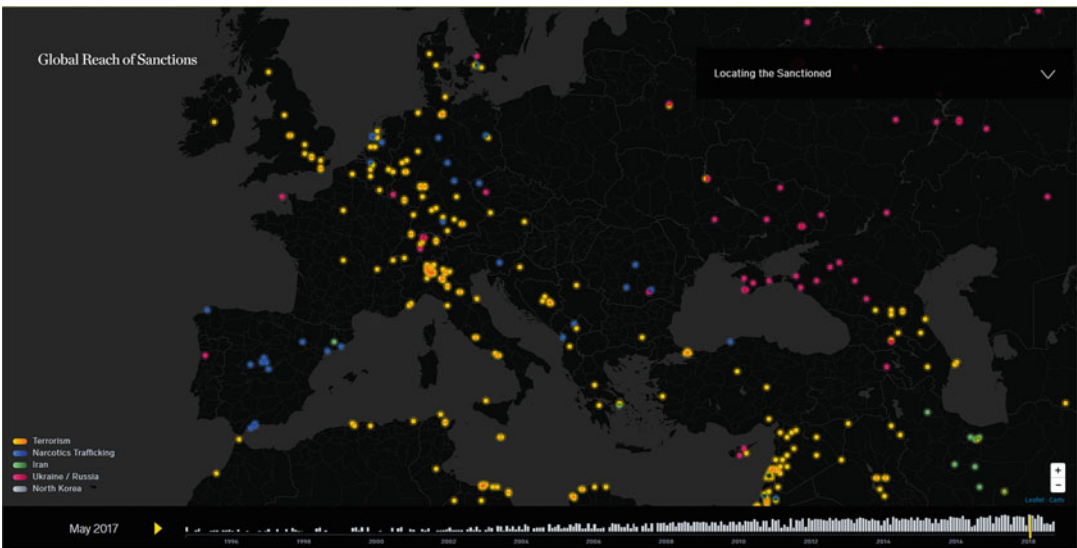 Global Reach of Sanctions
Locating the Sanctioned
Terrorism
Narcotics Trafficking
Iran
Ukraine / Russia
North Korea
+
−
Leaflet · Carto
May 2017
1994 1998 2000 2002 2004 2006 2008 2010 2012 2014 2016 2018